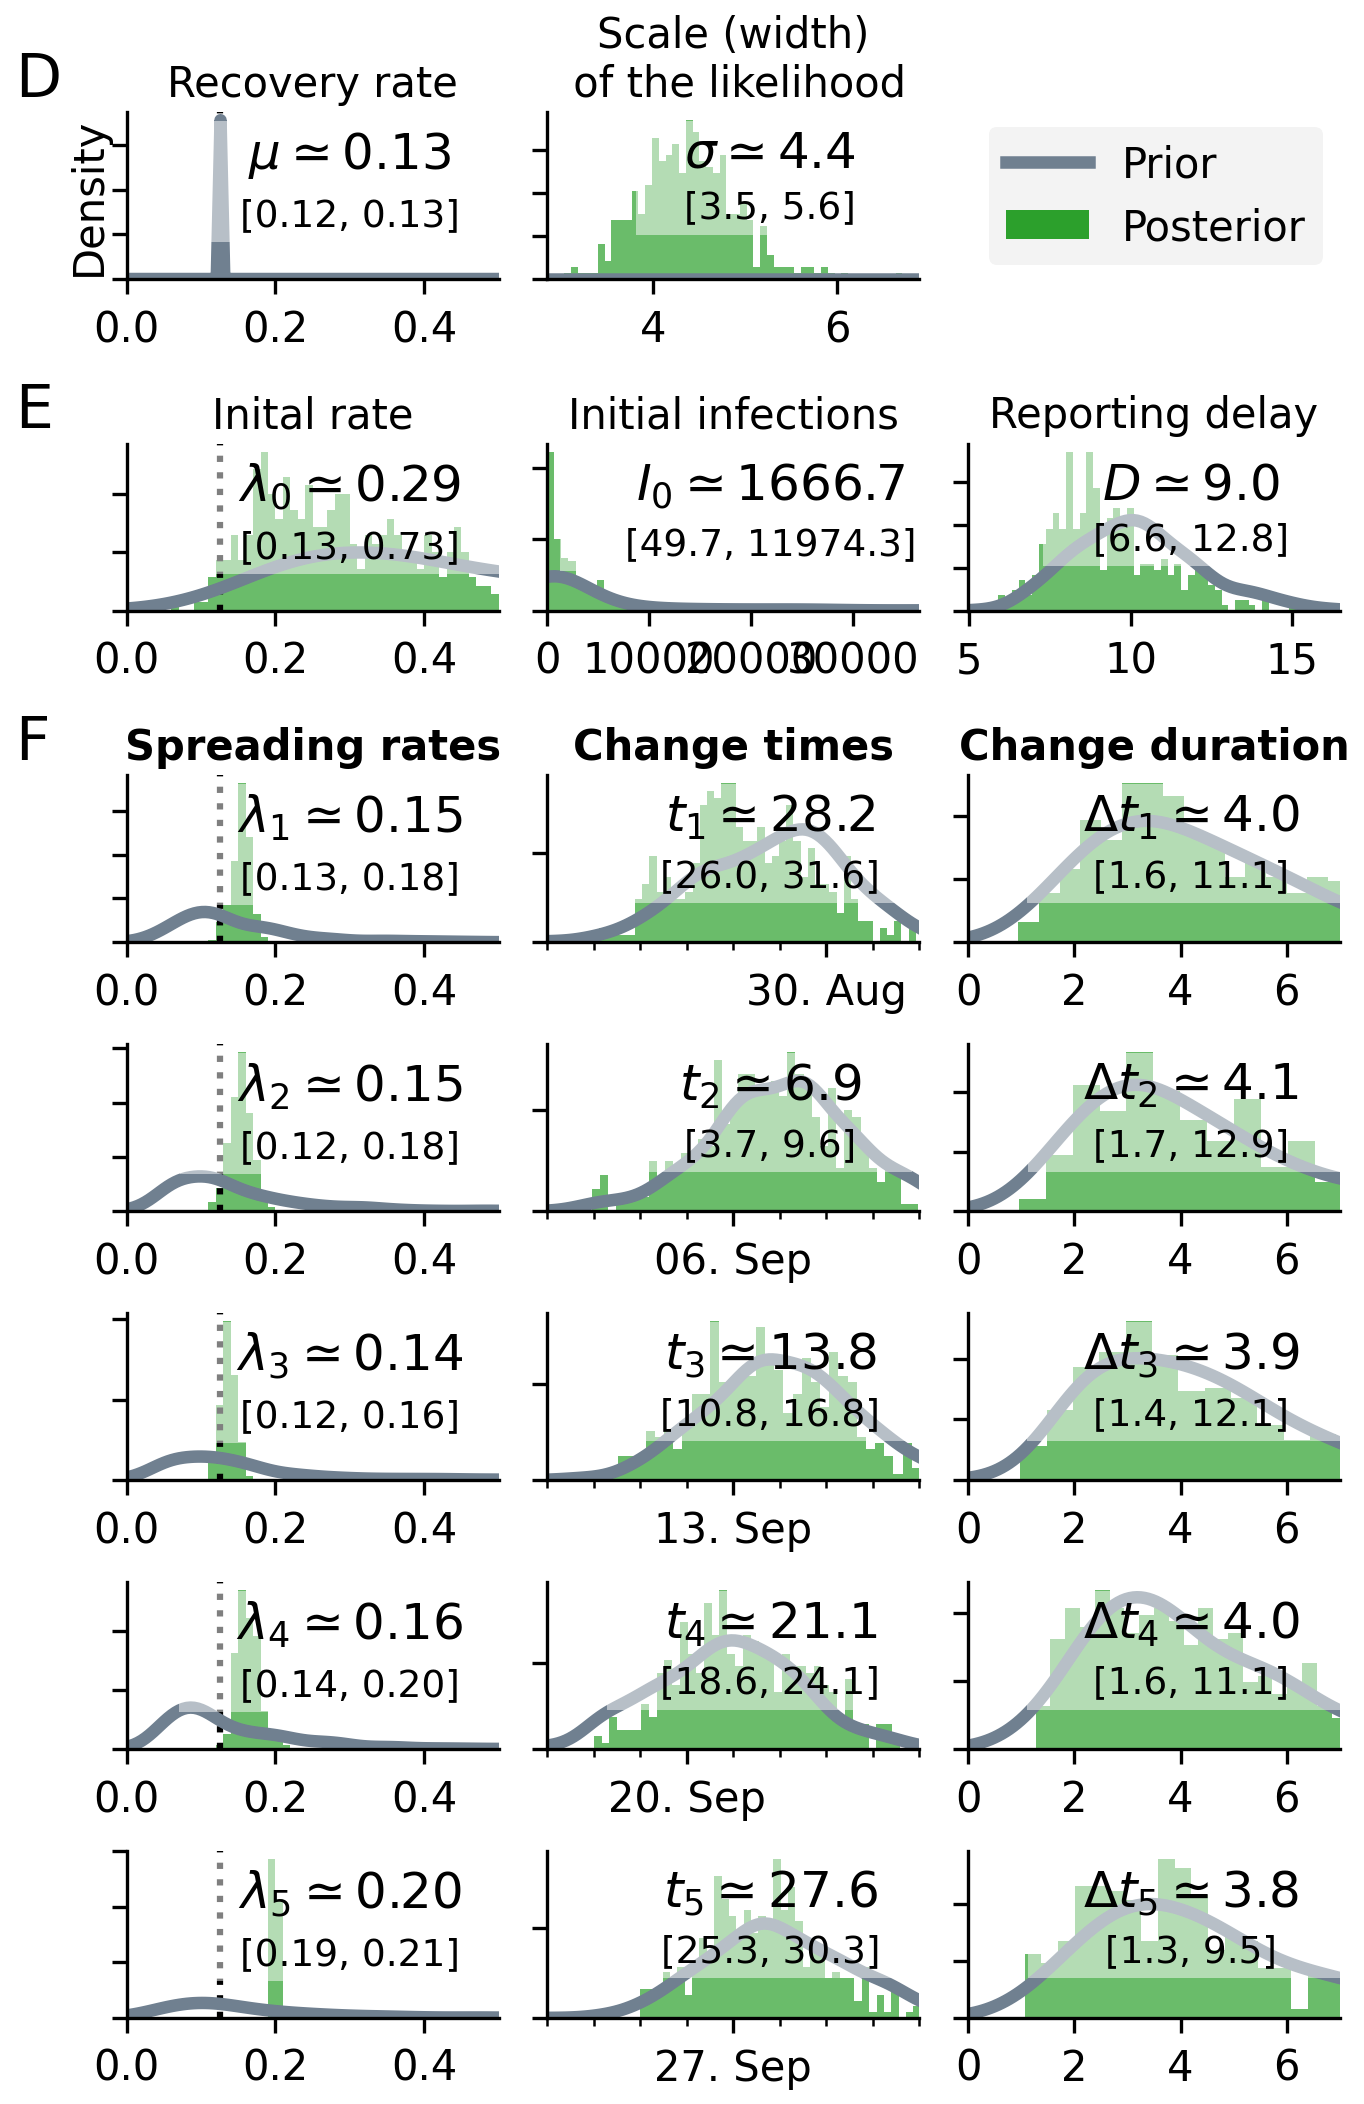 D
Recovery rate
Scale (width)
of the likelihood
Density
μ ≃ 0.13
[0.12, 0.13]
0.0 0.2 0.4
σ ≃ 4.4
[3.5, 5.6]
4 6
Prior
Posterior
E
Inital rate
λ0 ≃ 0.29
[0.13, 0.73]
0.0 0.2 0.4
Initial infections
I0 ≃ 1666.7
[49.7, 11974.3]
0 10000 20000 30000
Reporting delay
D ≃ 9.0
[6.6, 12.8]
5 10 15
F
Spreading rates
Change times
Change duration
λ1 ≃ 0.15
[0.13, 0.18]
0.0 0.2 0.4
t1 ≃ 28.2
[26.0, 31.6]
30. Aug
Δt1 ≃ 4.0
[1.6, 11.1]
0 2 4 6
λ2 ≃ 0.15
[0.12, 0.18]
0.0 0.2 0.4
t2 ≃ 6.9
[3.7, 9.6]
06. Sep
Δt2 ≃ 4.1
[1.7, 12.9]
0 2 4 6
λ3 ≃ 0.14
[0.12, 0.16]
0.0 0.2 0.4
t3 ≃ 13.8
[10.8, 16.8]
13. Sep
Δt3 ≃ 3.9
[1.4, 12.1]
0 2 4 6
λ4 ≃ 0.16
[0.14, 0.20]
0.0 0.2 0.4
t4 ≃ 21.1
[18.6, 24.1]
20. Sep
Δt4 ≃ 4.0
[1.6, 11.1]
0 2 4 6
λ5 ≃ 0.20
[0.19, 0.21]
0.0 0.2 0.4
t5 ≃ 27.6
[25.3, 30.3]
27. Sep
Δt5 ≃ 3.8
[1.3, 9.5]
0 2 4 6